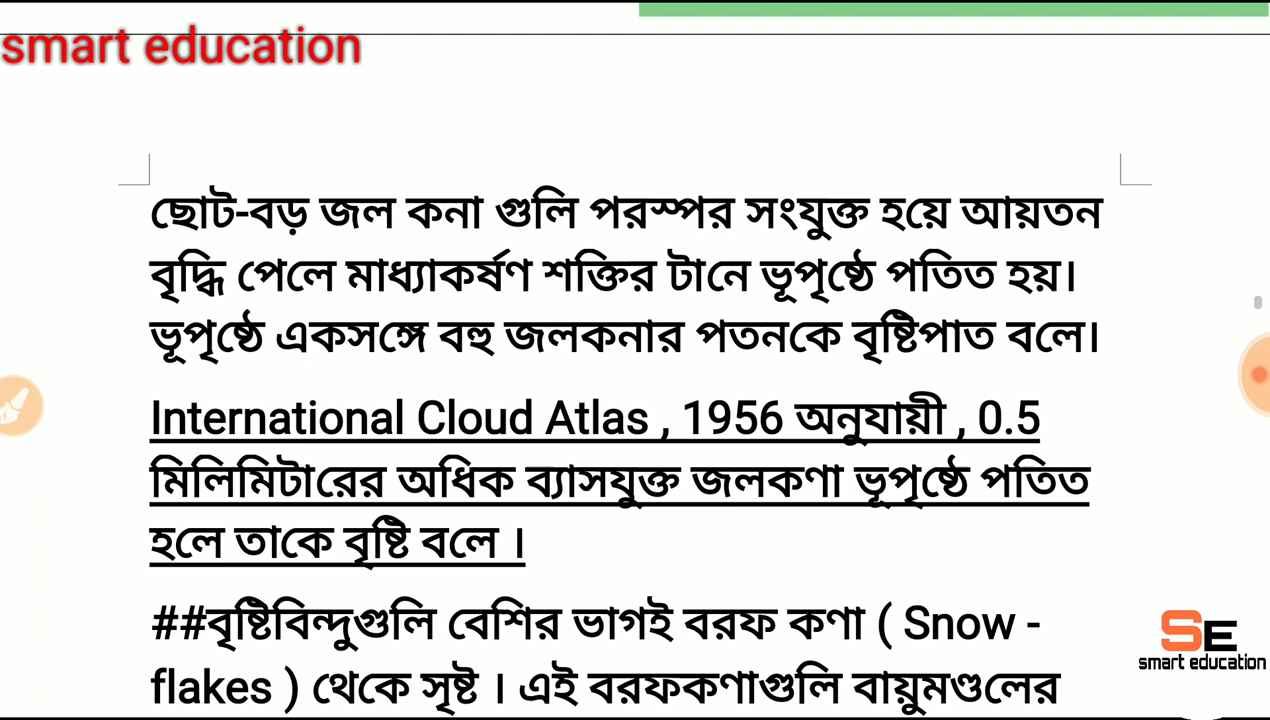 smart education
ছোট-বড় জল কনা গুলি পরস্পর সংযুক্ত হয়ে আয়তন
বৃদ্ধি পেলে মাধ্যাকর্ষণ শক্তির টানে ভূপৃষ্ঠে পতিত হয়।
ভূপৃষ্ঠে একসঙ্গে বহু জলকনার পতনকে বৃষ্টিপাত বলে।
International Cloud Atlas , 1956 অনুযায়ী , 0.5
মিলিমিটারের অধিক ব্যাসযুক্ত জলকণা ভূপৃষ্ঠে পতিত
হলে তাকে বৃষ্টি বলে ।
##বৃষ্টিবিন্দুগুলি বেশির ভাগই বরফ কণা ( Snow -
flakes ) থেকে সৃষ্ট । এই বরফকণাগুলি বায়ুমণ্ডলের
SE
smart education